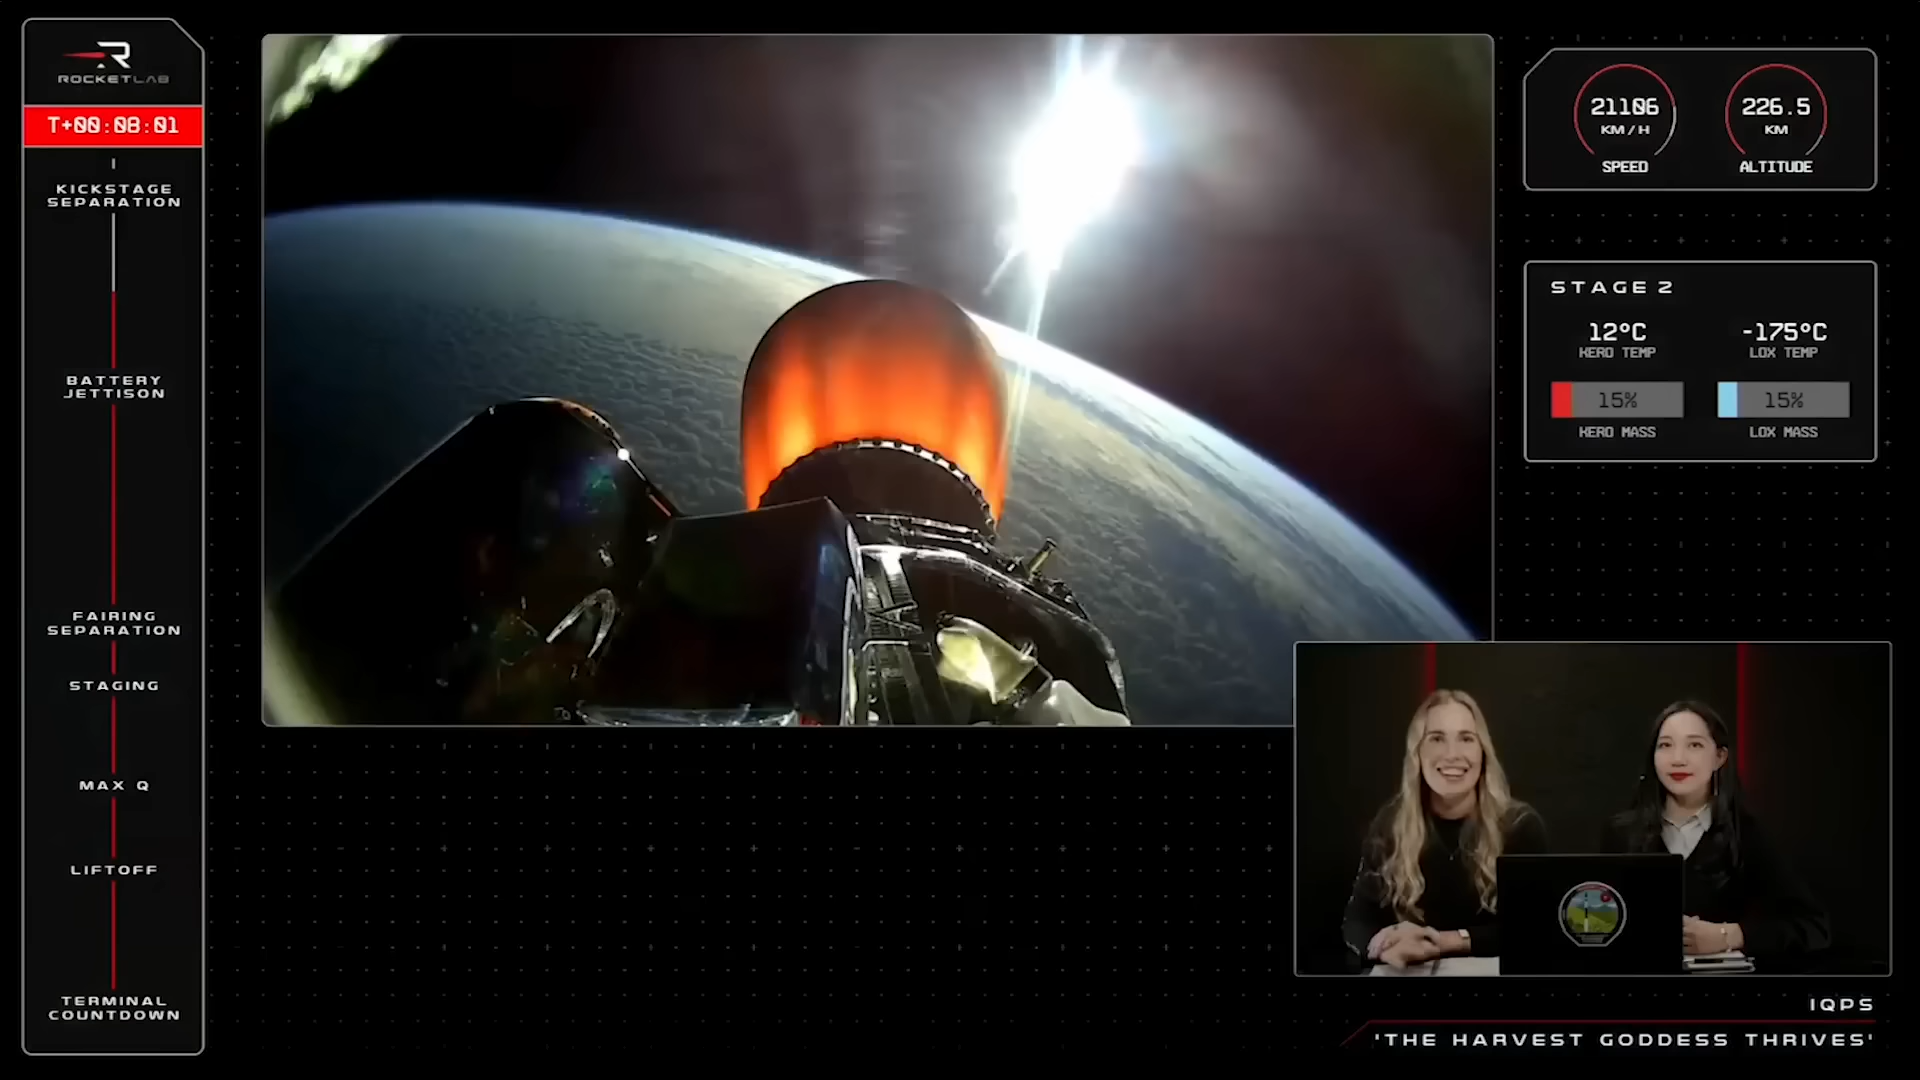 ROCKETLAB
T+00:08:01
KICKSTAGE
SEPARATION
BATTERY
JETTISON
FAIRING
SEPARATION
STAGING
MAX Q
LIFTOFF
TERMINAL
COUNTDOWN
21106
KM/H
SPEED
226.5
KM
ALTITUDE
STAGE 2
12°C
KERO TEMP
-175°C
LOX TEMP
15%
KERO MASS
15%
LOX MASS
IQPS
'THE HARVEST GODDESS THRIVES'